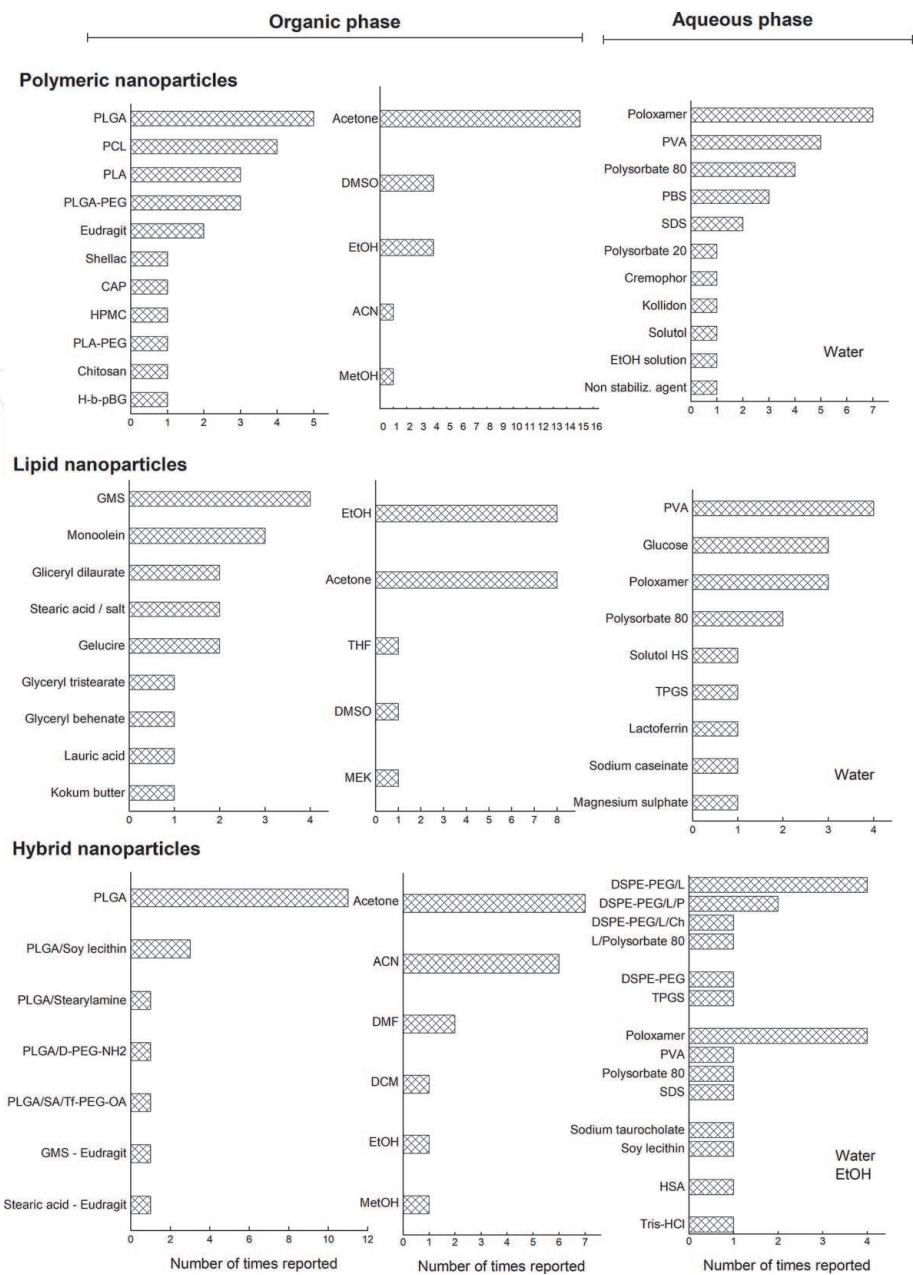 Organic phase
Aqueous phase
Polymeric nanoparticles
PLGA
PCL
PLA
PLGA-PEG
Eudragit
Shellac
CAP
HPMC
PLA-PEG
Chitosan
H-b-pBG
0 1 2 3 4 5
Acetone
DMSO
EtOH
ACN
MetOH
0 1 2 3 4 5 6 7 8 9 10 11 12 13 14 15 16
Poloxamer
PVA
Polysorbate 80
PBS
SDS
Polysorbate 20
Cremophor
Kollidon
Solutol
EtOH solution
Non stabiliz. agent
Water
0 1 2 3 4 5 6 7
Lipid nanoparticles
GMS
Monoolein
Gliceryl dilaurate
Stearic acid / salt
Gelucire
Glyceryl tristearate
Glyceryl behenate
Lauric acid
Kokum butter
0 1 2 3 4
EtOH
Acetone
THF
DMSO
MEK
0 1 2 3 4 5 6 7 8
PVA
Glucose
Poloxamer
Polysorbate 80
Solutol HS
TPGS
Lactoferrin
Sodium caseinate
Magnesium sulphate
Water
0 1 2 3 4
Hybrid nanoparticles
PLGA
PLGA/Soy lecithin
PLGA/Stearylamine
PLGA/D-PEG-NH2
PLGA/SA/Tf-PEG-OA
GMS - Eudragit
Stearic acid - Eudragit
0 2 4 6 8 10 12
Number of times reported
Acetone
ACN
DMF
DCM
EtOH
MetOH
0 1 2 3 4 5 6 7
Number of times reported
DSPE-PEG/L
DSPE-PEG/L/P
DSPE-PEG/L/Ch
L/Polysorbate 80
DSPE-PEG
TPGS
Poloxamer
PVA
Polysorbate 80
SDS
Sodium taurocholate
Soy lecithin
HSA
Tris-HCl
Water
EtOH
0 1 2 3 4
Number of times reported